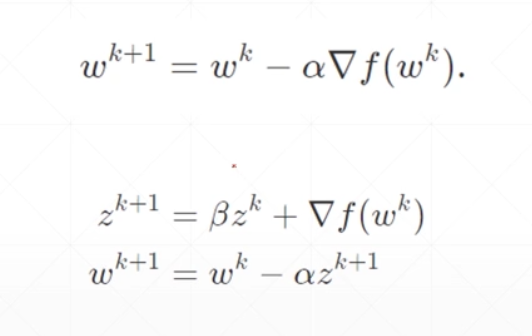 w^{k+1} = w^k − α∇f(w^k).
z^{k+1} = βz^k + ∇f(w^k)
w^{k+1} = w^k − αz^{k+1}